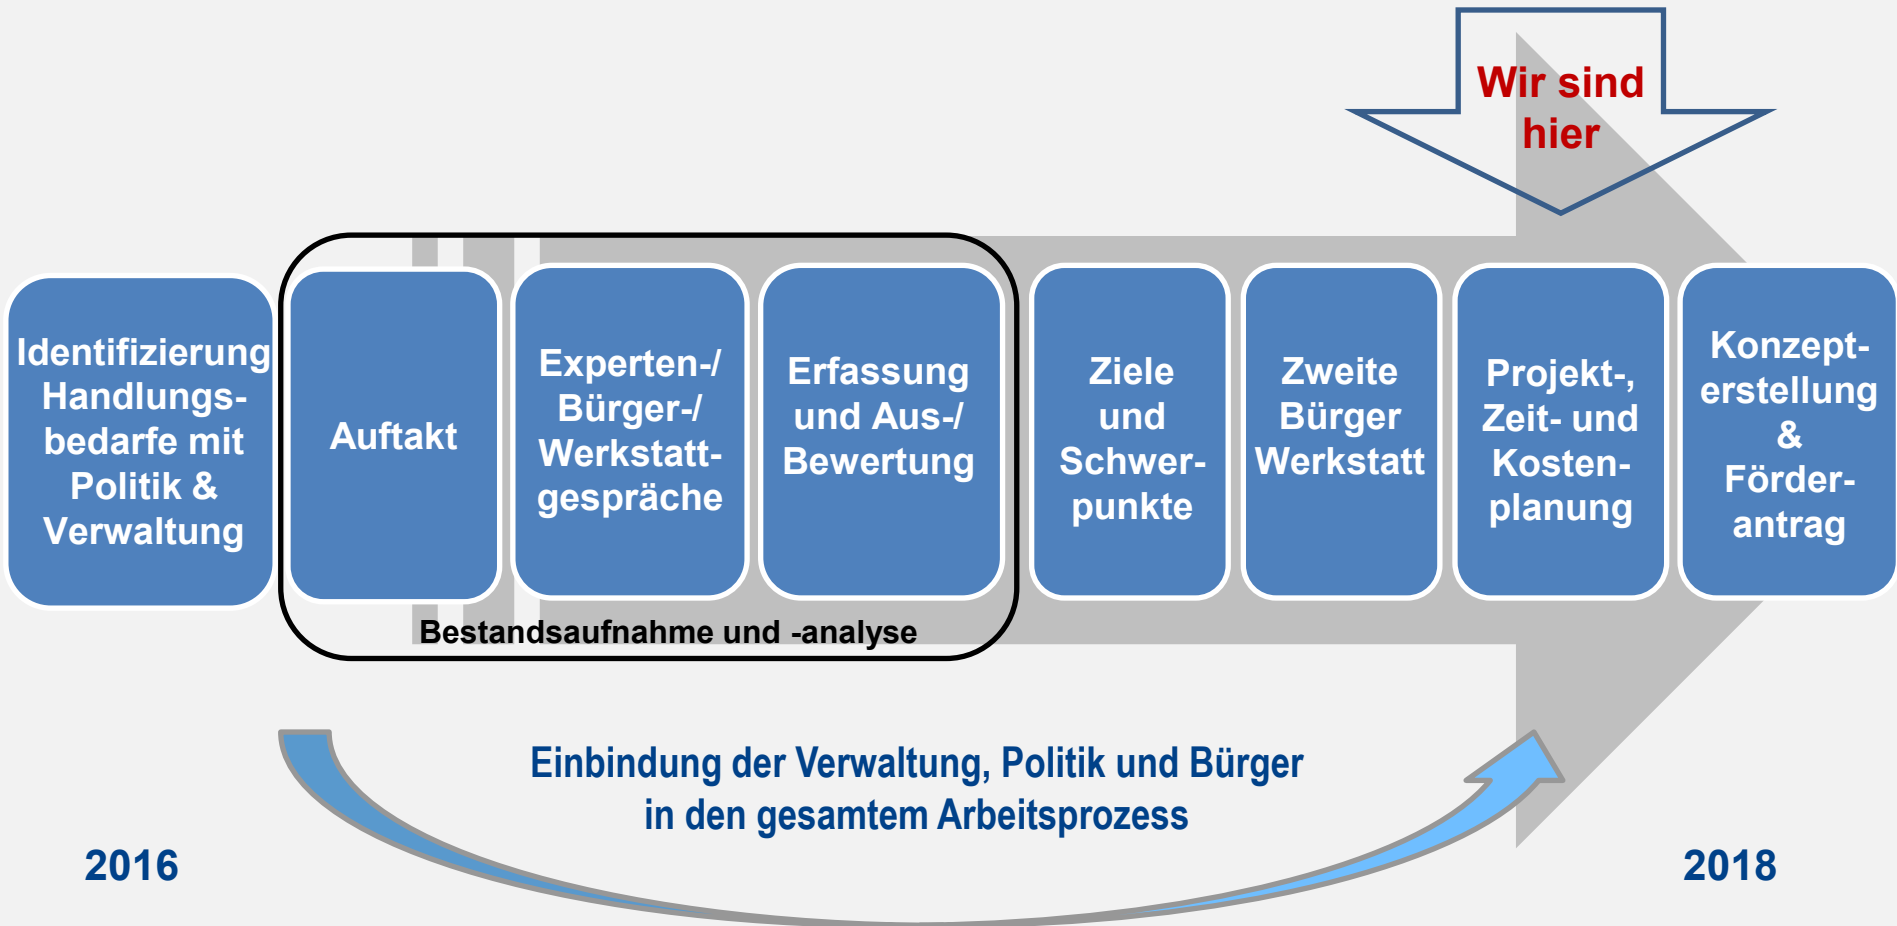 Wir sind
hier
Identifizierung
Handlungs-
bedarfe mit
Politik &
Verwaltung
Auftakt
Experten-/
Bürger-/
Werkstatt-
gespräche
Erfassung
und Aus-/
Bewertung
Ziele
und
Schwer-
punkte
Zweite
Bürger
Werkstatt
Projekt-,
Zeit- und
Kosten-
planung
Konzept-
erstellung
&
Förder-
antrag
Bestandsaufnahme und -analyse
Einbindung der Verwaltung, Politik und Bürger
in den gesamtem Arbeitsprozess
2016
2018